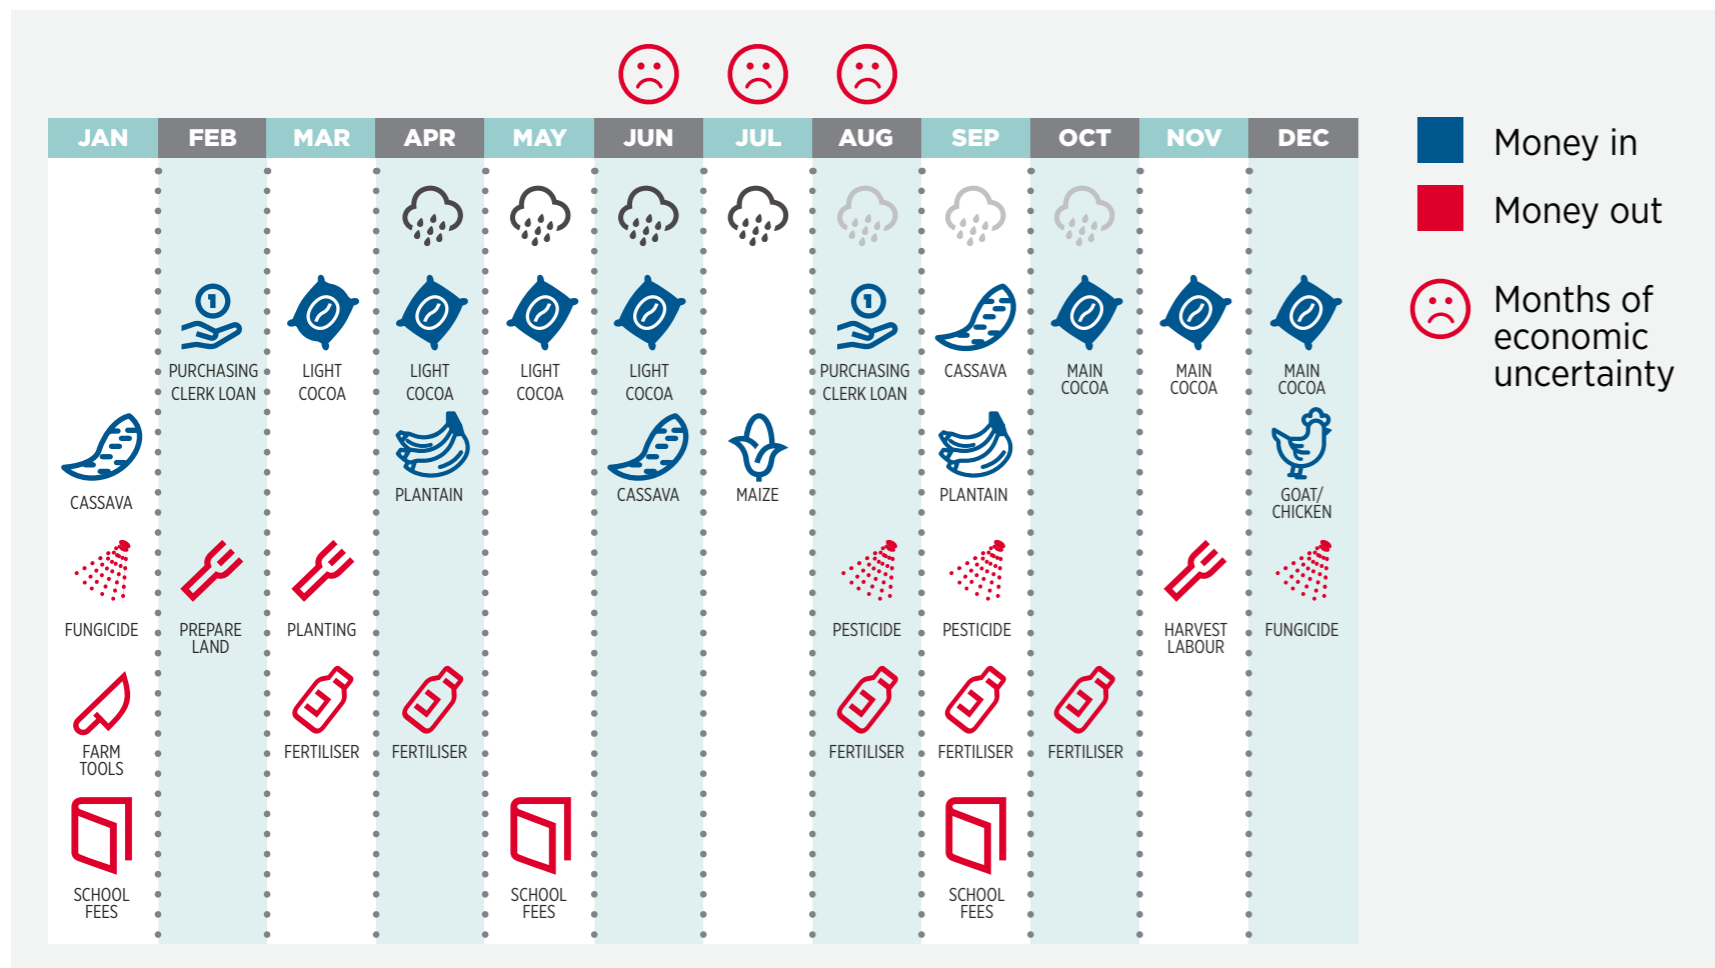 JAN FEB MAR APR MAY JUN JUL AUG SEP OCT NOV DEC
Money in
Money out
Months of
economic
uncertainty
1 1
PURCHASING LIGHT LIGHT LIGHT LIGHT PURCHASING CASSAVA MAIN MAIN MAIN
CLERK LOAN COCOA COCOA COCOA COCOA CLERK LOAN COCOA COCOA COCOA
CASSAVA PLANTAIN CASSAVA MAIZE PLANTAIN GOAT/
CHICKEN
FUNGICIDE PREPARE PLANTING PESTICIDE PESTICIDE HARVEST FUNGICIDE
LAND LABOUR
FARM FERTILISER FERTILISER FERTILISER FERTILISER FERTILISER
TOOLS
SCHOOL SCHOOL SCHOOL
FEES FEES FEES